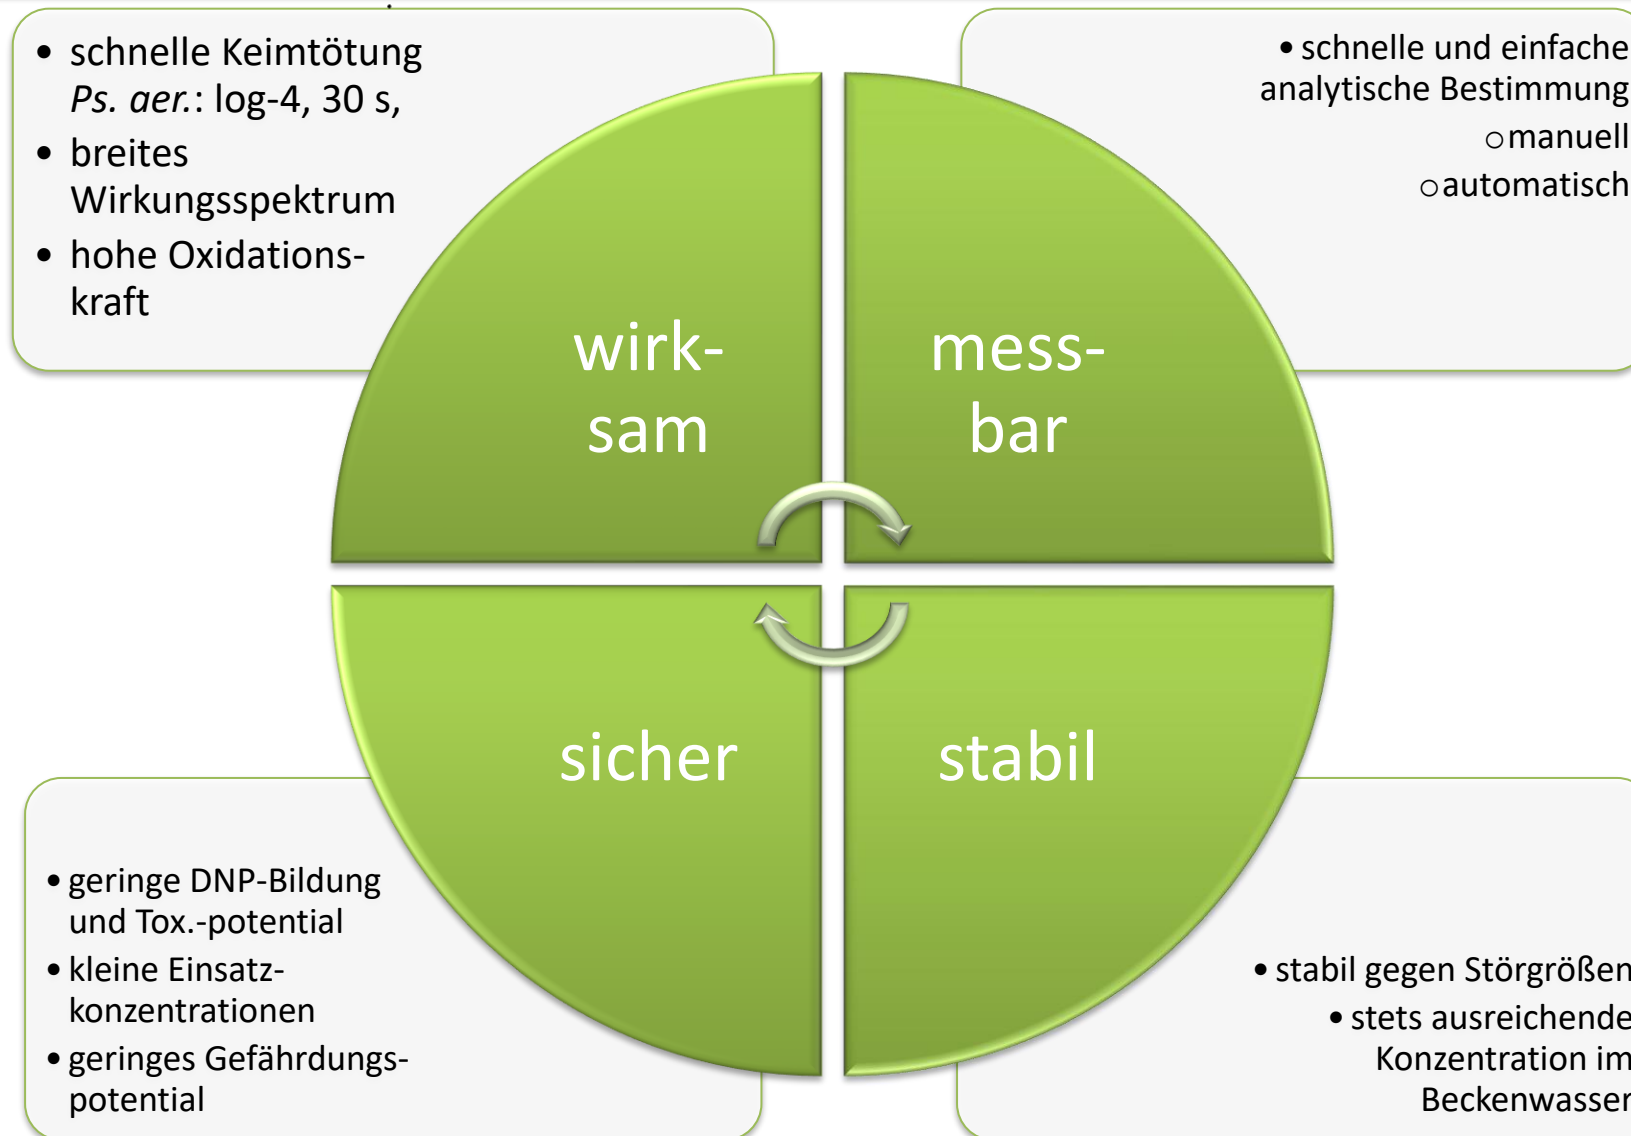 • schnelle Keimtötung
Ps. aer.: log-4, 30 s,
• breites
Wirkungsspektrum
• hohe Oxidations-
kraft
• schnelle und einfache
analytische Bestimmung
o manuell
o automatisch
wirk-
sam
mess-
bar
sicher
stabil
• geringe DNP-Bildung
und Tox.-potential
• kleine Einsatz-
konzentrationen
• geringes Gefährdungs-
potential
• stabil gegen Störgrößen
• stets ausreichende
Konzentration im
Beckenwasser